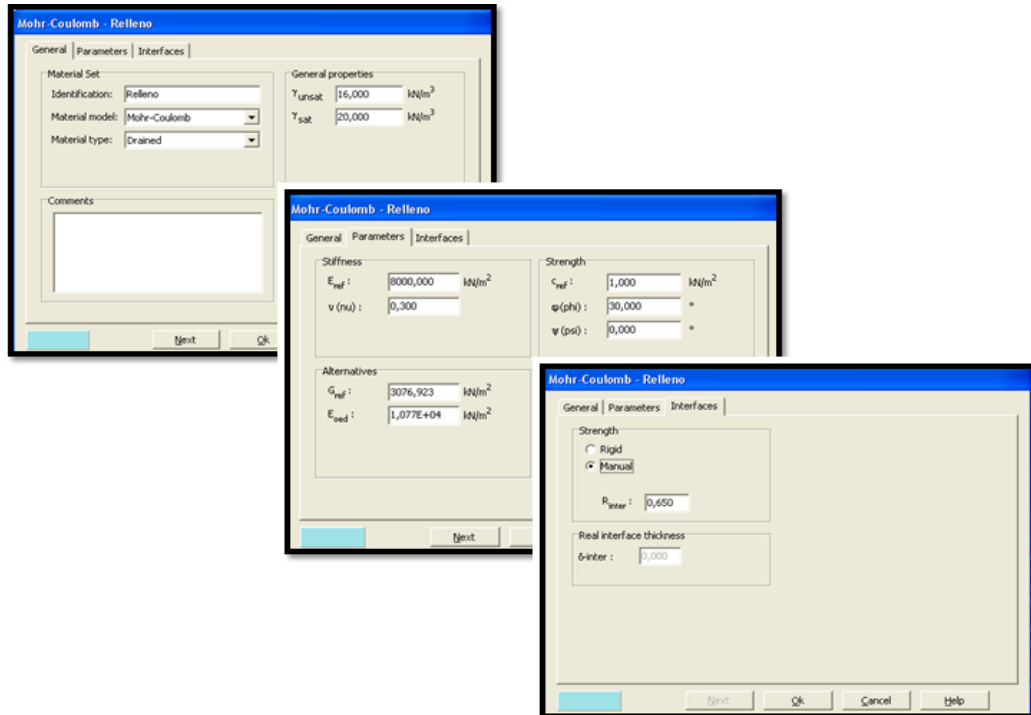 Mohr-Coulomb - Relleno
General Parameters Interfaces
Material Set
Identification: Relleno
Material model: Mohr-Coulomb
Material type: Drained
General properties
γunsat 16,000 kN/m³
γsat 20,000 kN/m³
Comments
Next Ok
Mohr-Coulomb - Relleno
General Parameters Interfaces
Stiffness
Eref : 8000,000 kN/m²
ν (nu) : 0,300
Strength
cref : 1,000 kN/m²
φ(phi) : 30,000 °
ψ (psi) : 0,000 °
Alternatives
Gref : 3076,923 kN/m²
Eoed : 1,077E+04 kN/m²
Next
Mohr-Coulomb - Relleno
General Parameters Interfaces
Strength
Rigid
Manual
Rinter : 0,650
Real interface thickness
δ-inter : 0,000
Next Ok Cancel Help